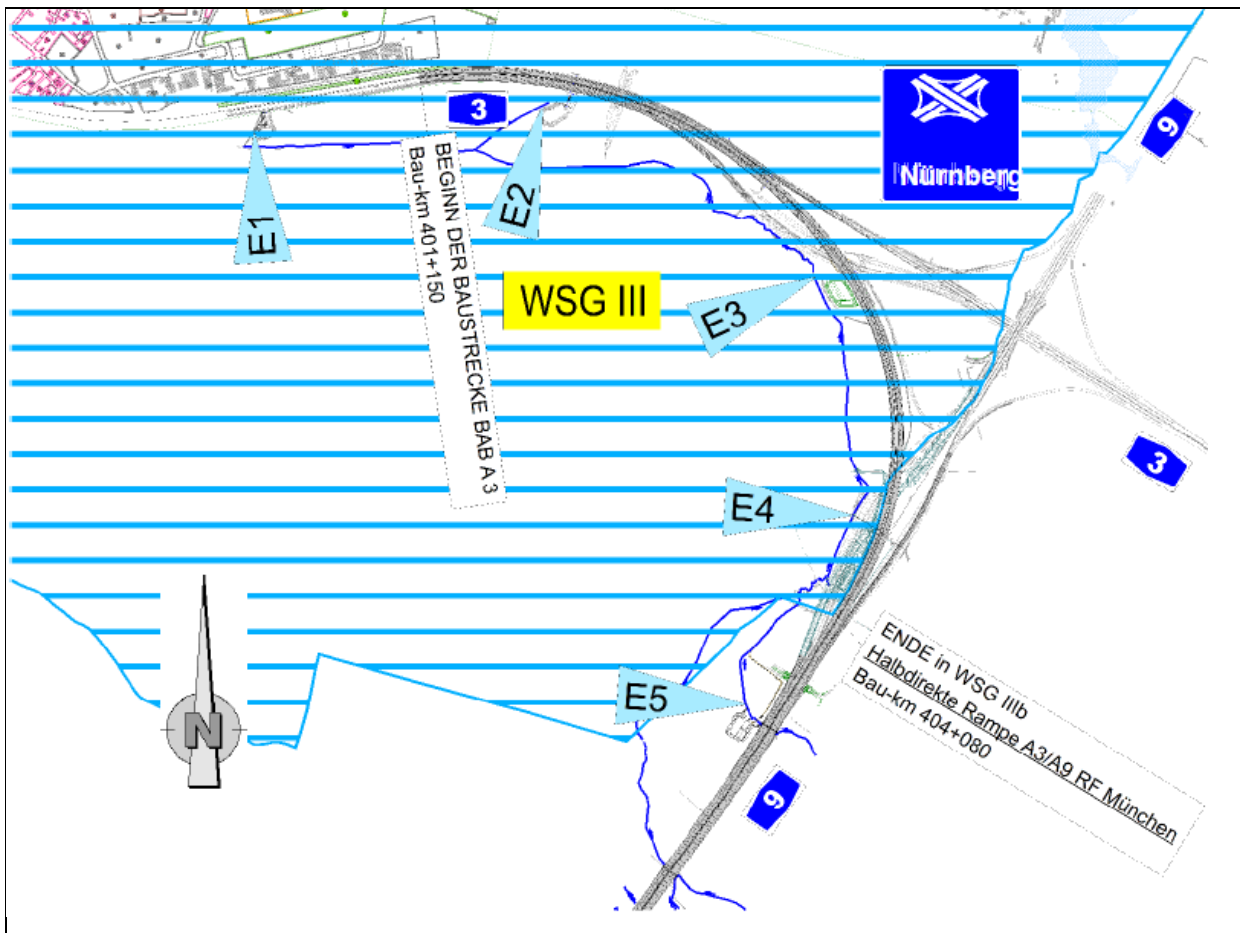 3
9
Nürnberg
E1
E2
BEGINN DER BAUSTRECKE BAB A 3
Bau-km 401+150
WSG III
E3
3
E4
ENDE in WSG IIIb
Halbdirekte Rampe A3/A9 RF München
Bau-km 404+080
E5
N
9